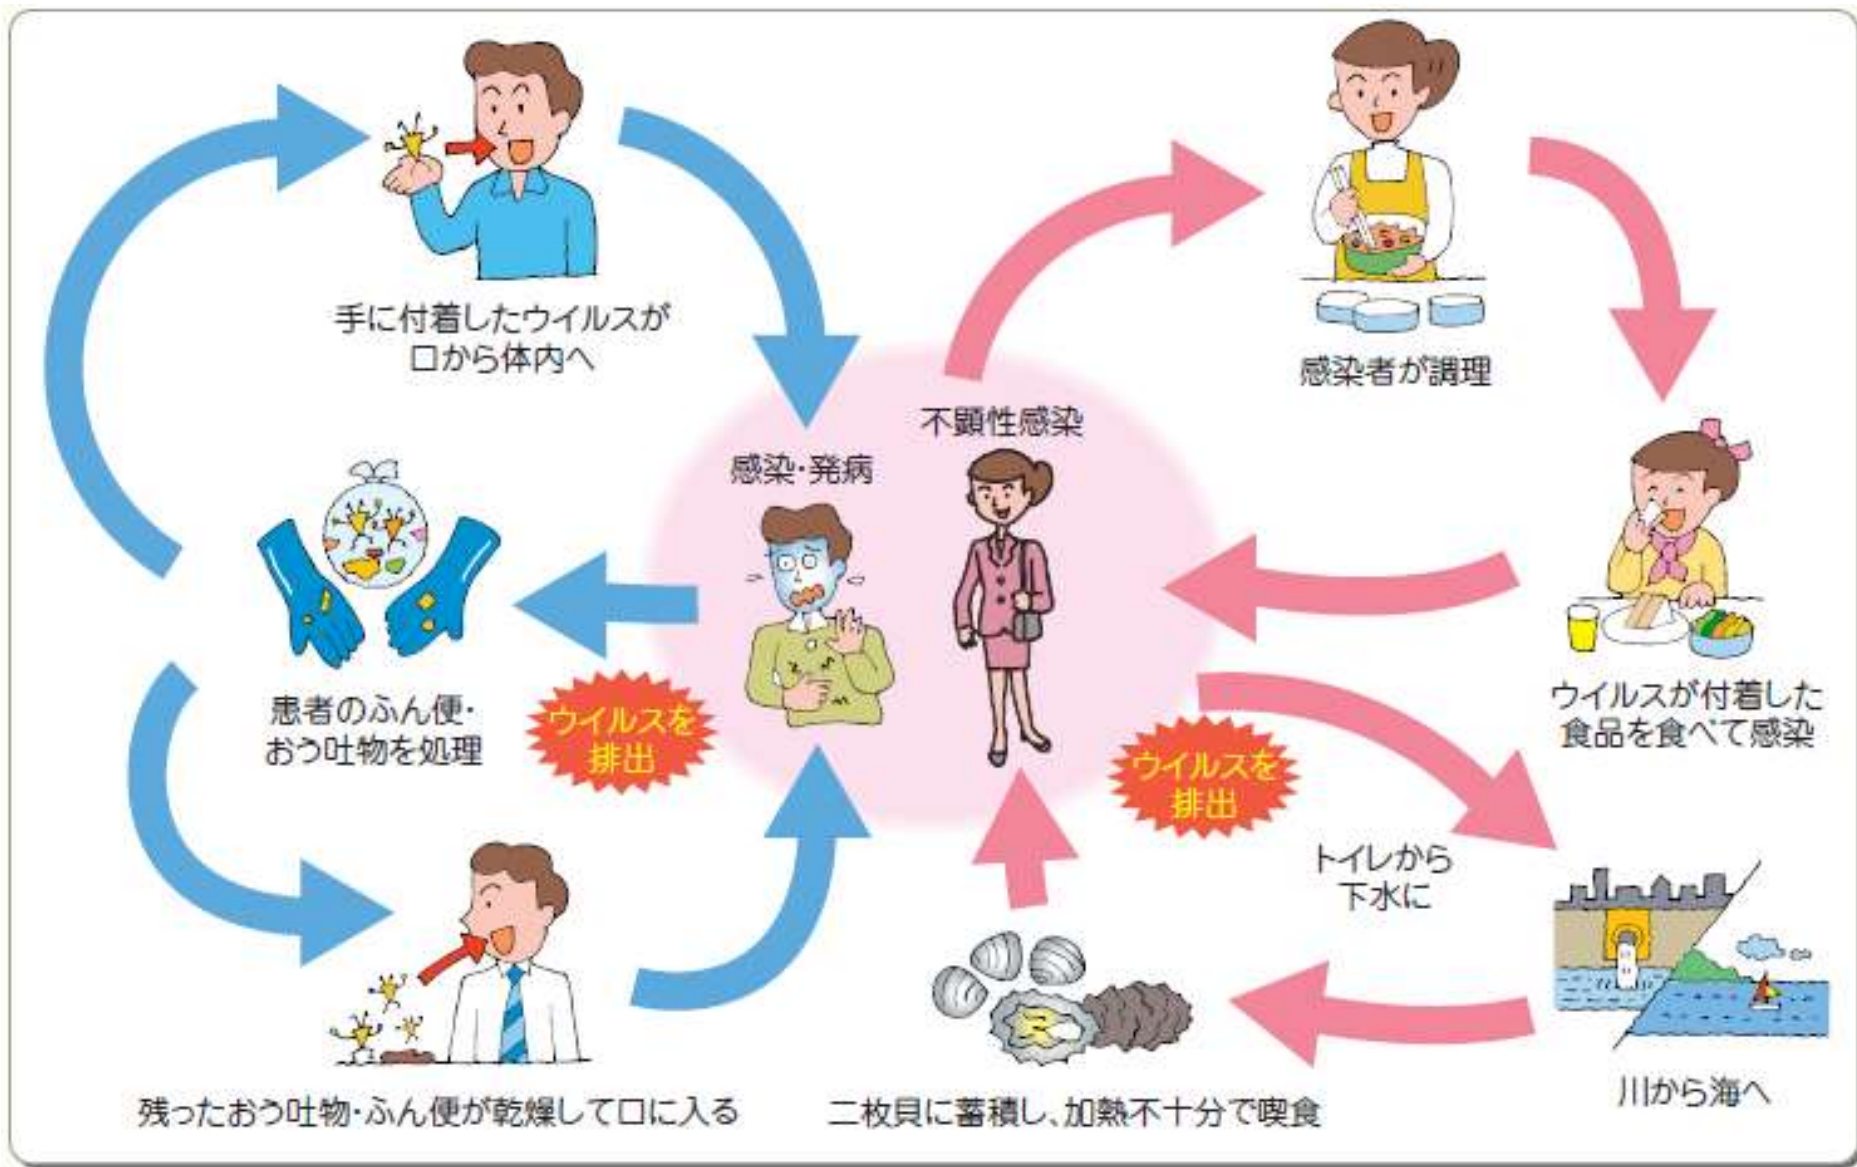 手に付着したウイルスが
口から体内へ
感染者が調理
不顕性感染
感染・発病
患者のふん便・
おう吐物を処理
ウイルスを
排出
ウイルスが付着した
食品を食べて感染
ウイルスを
排出
トイレから
下水に
川から海へ
残ったおう吐物・ふん便が乾燥して口に入る
二枚貝に蓄積し、加熱不十分で喫食